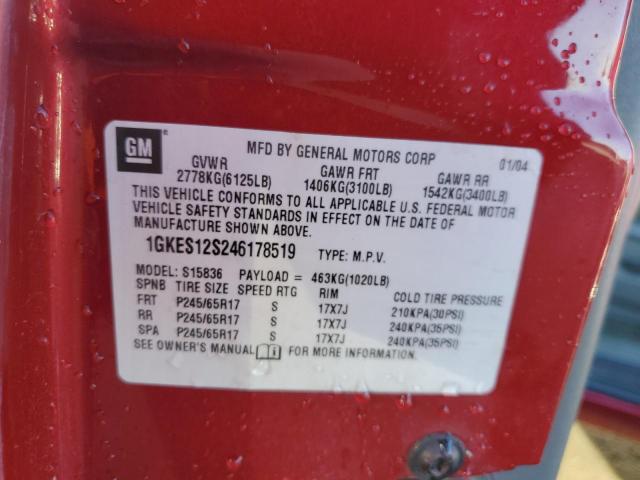 GM ®
MFD BY GENERAL MOTORS CORP 01/04
GVWR GAWR FRT GAWR RR
2778KG(6125LB) 1406KG(3100LB) 1542KG(3400LB)
THIS VEHICLE CONFORMS TO ALL APPLICABLE U.S. FEDERAL MOTOR
VEHICLE SAFETY STANDARDS IN EFFECT ON THE DATE OF
MANUFACTURE SHOWN ABOVE.
1GKES12S246178519 TYPE: M.P.V.
MODEL: S15836 PAYLOAD = 463KG(1020LB)
SPNB TIRE SIZE SPEED RTG RIM COLD TIRE PRESSURE
FRT P245/65R17 S 17X7J 210KPA(30PSI)
RR P245/65R17 S 17X7J 240KPA(35PSI)
SPA P245/65R17 S 17X7J 240KPA(35PSI)
SEE OWNER'S MANUAL FOR MORE INFORMATION.